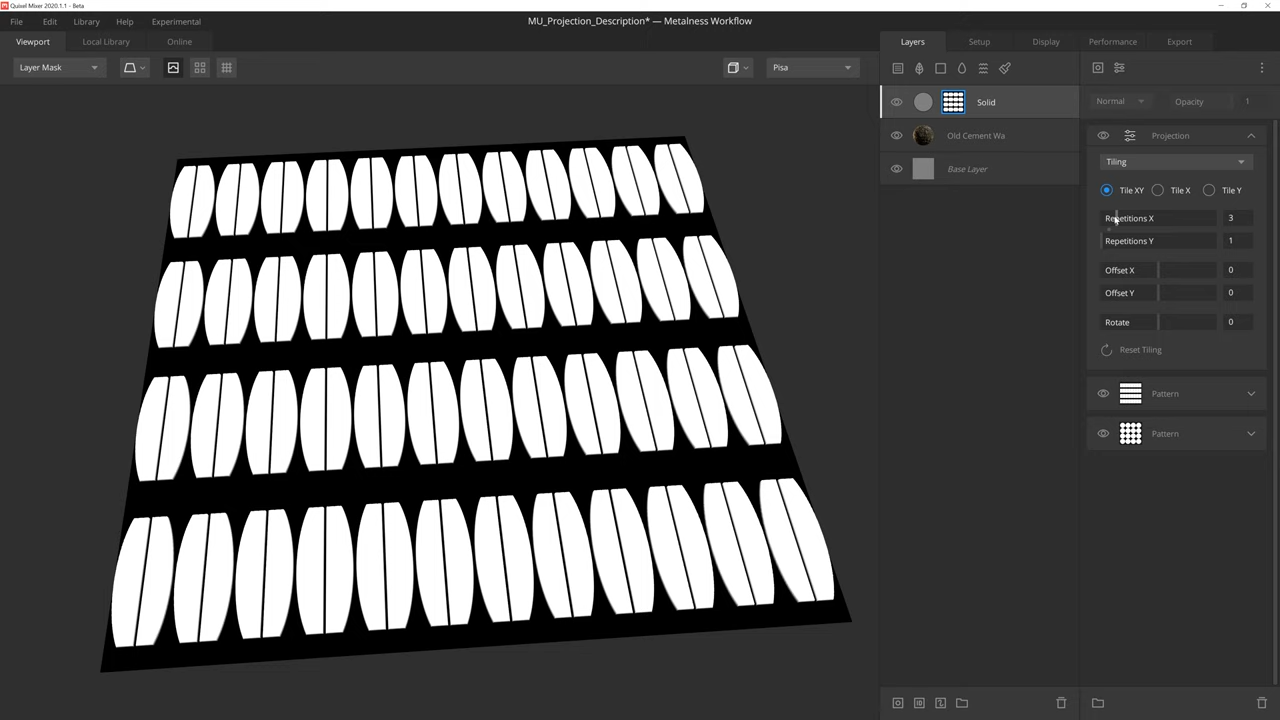 Quixel Mixer 2020.1.1 - Beta
File Edit Library Help Experimental MU_Projection_Description* — Metalness Workflow
Viewport Local Library Online Layers Setup Display Performance Export
Layer Mask Pisa
Normal Opacity 1
Solid
Old Cement Wa
Base Layer
Projection
Tiling
Tile XY Tile X Tile Y
Repetitions X 3
Repetitions Y 1
Offset X 0
Offset Y 0
Rotate 0
Reset Tiling
Pattern
Pattern